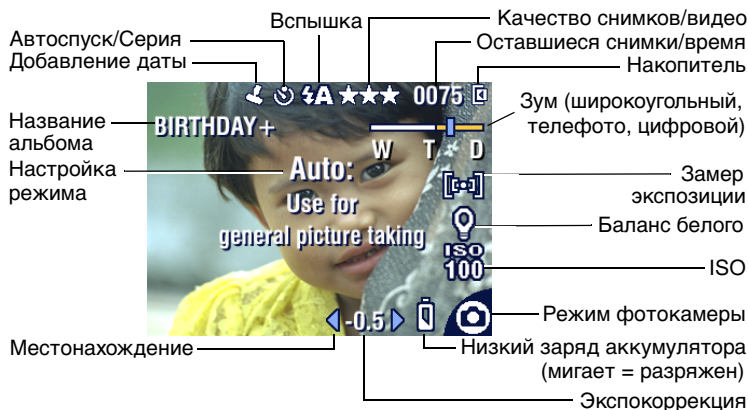 Вспышка
Качество снимков/видео
Автоспуск/Серия
Оставшиеся снимки/время
Добавление даты
Накопитель
0075
BIRTHDAY+
Зум (широкоугольный,
телефото, цифровой)
Название
альбома
W T D
Настройка
режима
Auto:
Use for
general picture taking
Замер
экспозиции
Баланс белого
ISO
100
ISO
-0.5
Режим фотокамеры
Местонахождение
Низкий заряд аккумулятора
(мигает = разряжен)
Экспокоррекция